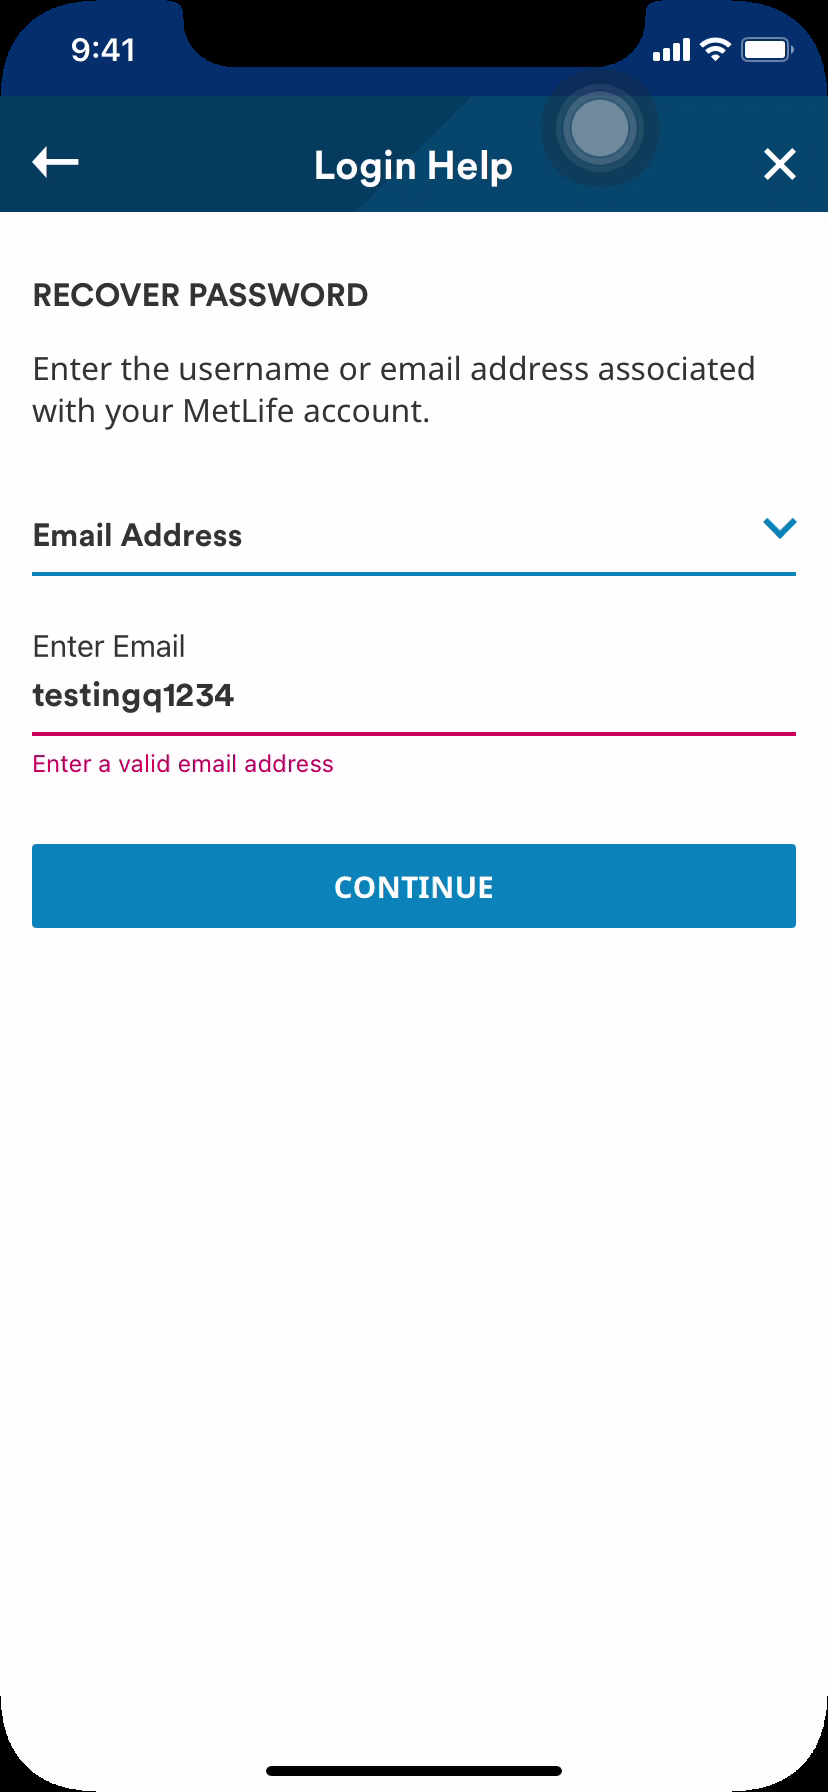 9:41
Login Help
RECOVER PASSWORD
Enter the username or email address associated
with your MetLife account.
Email Address
Enter Email
testingq1234
Enter a valid email address
CONTINUE